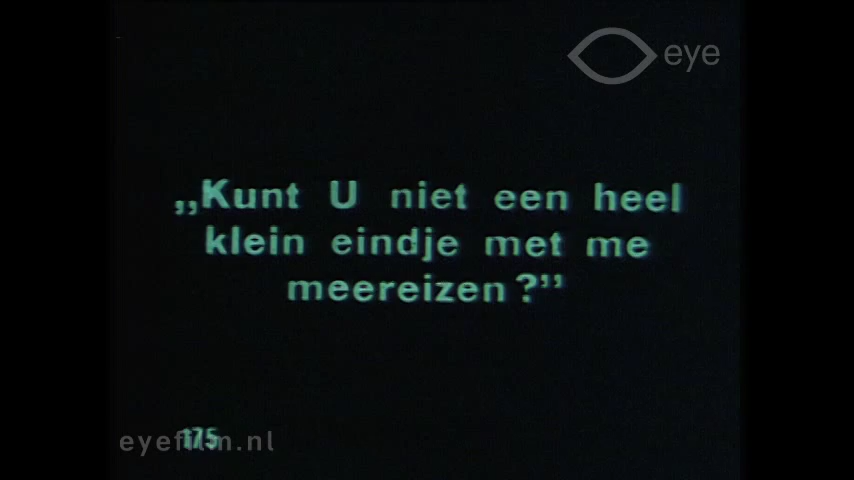 eye
„Kunt U niet een heel
klein eindje met me
meereizen ?”
175
eyefilm.nl